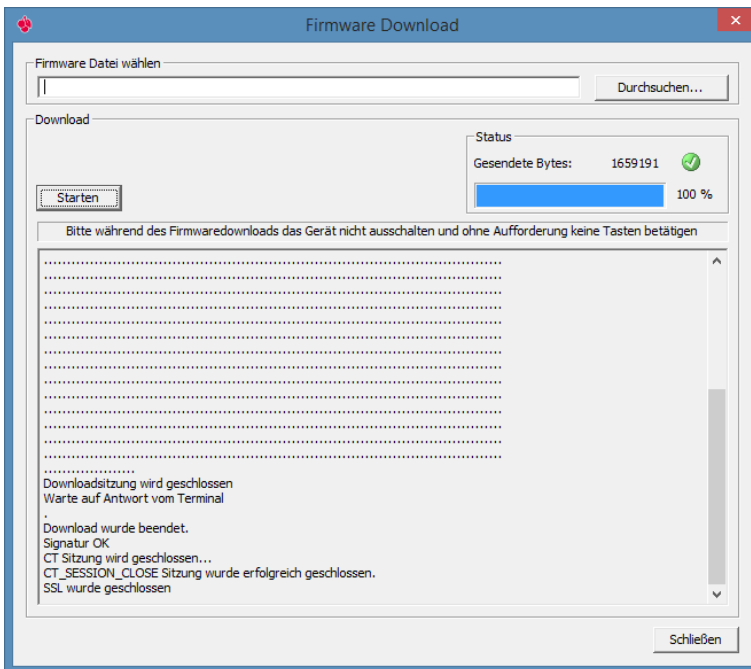 Firmware Download
Firmware Datei wählen
Durchsuchen...
Download
Status
Gesendete Bytes: 1659191
Starten
100 %
Bitte während des Firmwaredownloads das Gerät nicht ausschalten und ohne Aufforderung keine Tasten betätigen
....................................................................................................
....................................................................................................
....................................................................................................
....................................................................................................
....................................................................................................
....................................................................................................
....................................................................................................
....................................................................................................
....................................................................................................
....................................................................................................
....................................................................................................
....................................................................................................
....................................................................................................
....................................................................................................
....................
Downloadsitzung wird geschlossen
Warte auf Antwort vom Terminal
.
Download wurde beendet.
Signatur OK
CT Sitzung wird geschlossen...
CT_SESSION_CLOSE Sitzung wurde erfolgreich geschlossen.
SSL wurde geschlossen
Schließen